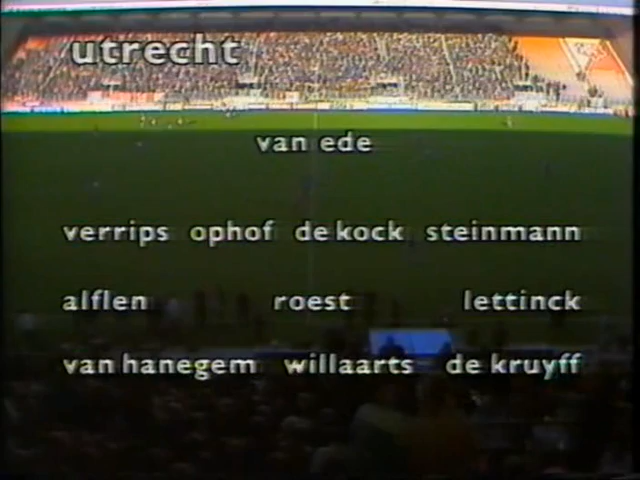 utrecht
van ede
verrips ophof de kock steinmann
alflen roest lettinck
van hanegem willaarts de kruyff